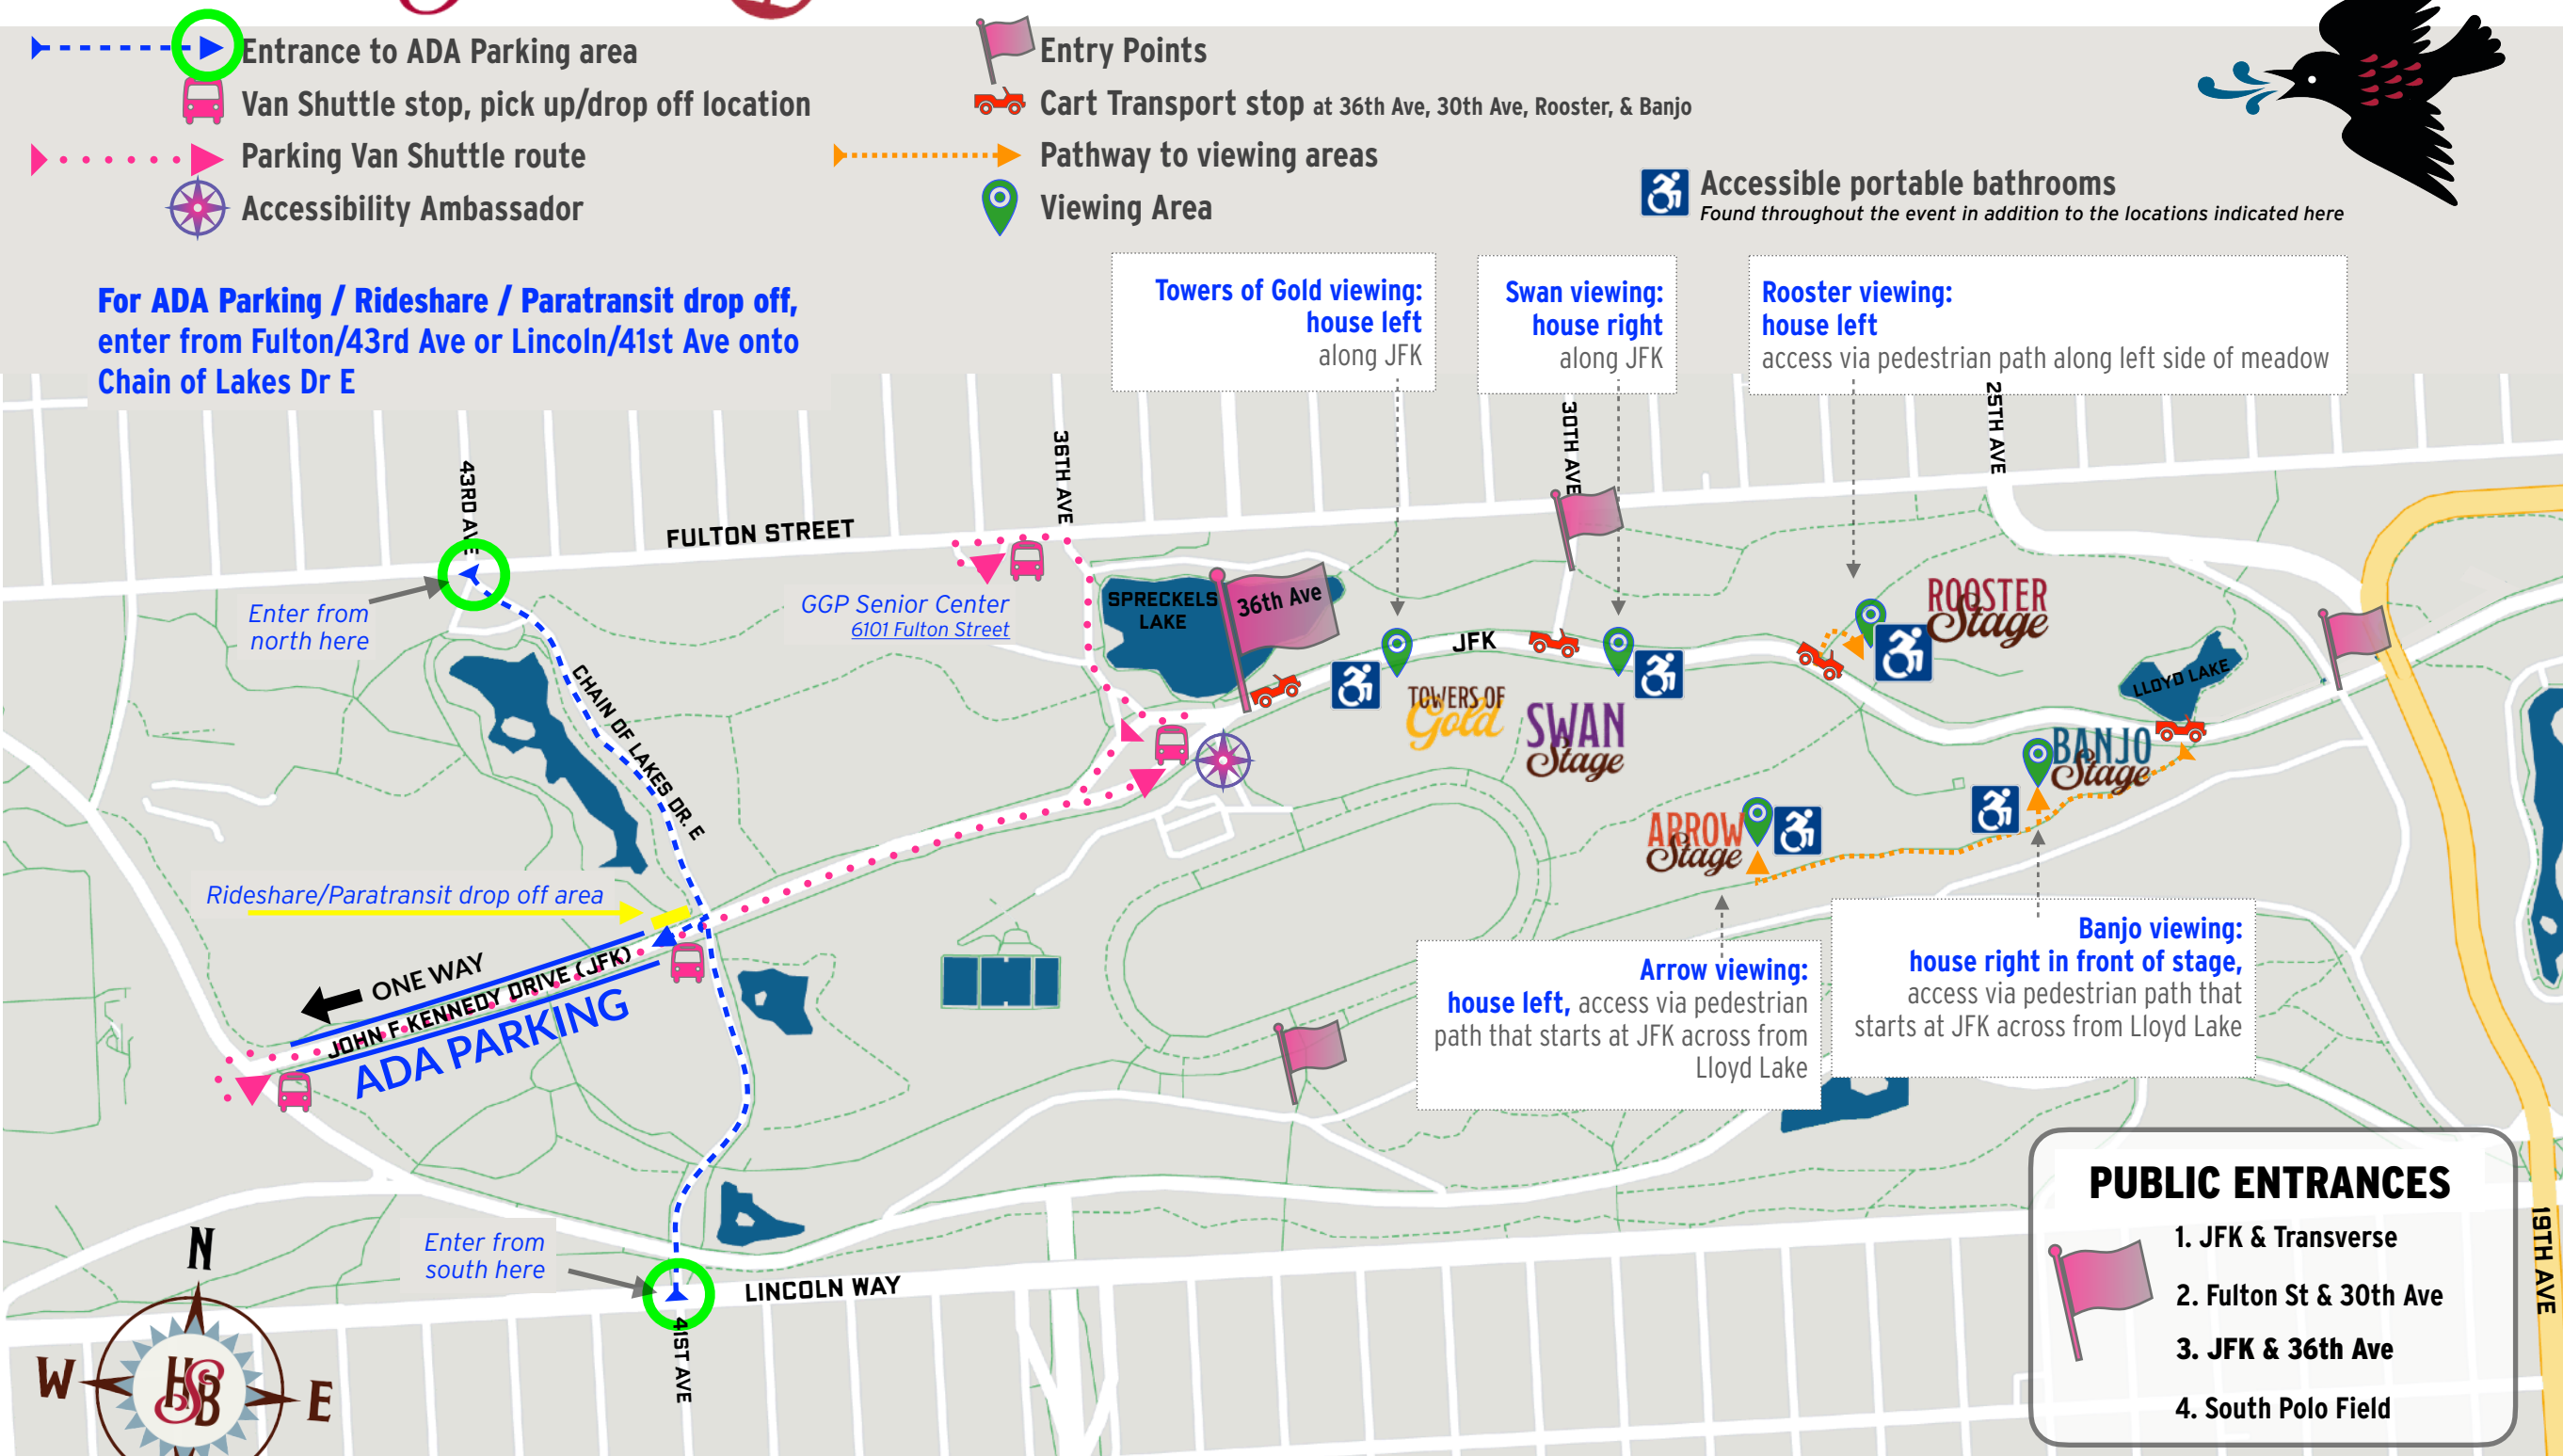 Entrance to ADA Parking area
Van Shuttle stop, pick up/drop off location
Parking Van Shuttle route
Accessibility Ambassador
Entry Points
Cart Transport stop at 36th Ave, 30th Ave, Rooster, & Banjo
Pathway to viewing areas
Viewing Area
Accessible portable bathrooms
Found throughout the event in addition to the locations indicated here
For ADA Parking / Rideshare / Paratransit drop off,
enter from Fulton/43rd Ave or Lincoln/41st Ave onto
Chain of Lakes Dr E
Towers of Gold viewing:
house left
along JFK
Swan viewing:
house right
along JFK
Rooster viewing:
house left
access via pedestrian path along left side of meadow
43RD AVE
36TH AVE
30TH AVE
25TH AVE
FULTON STREET
Enter from
north here
GGP Senior Center
6101 Fulton Street
SPRECKELS
LAKE
36th Ave
JFK
ROOSTER
Stage
LLOYD LAKE
TOWERS OF
Gold
SWAN
Stage
BANJO
Stage
ARROW
Stage
CHAIN OF LAKES DR. E
Rideshare/Paratransit drop off area
ONE WAY
JOHN F KENNEDY DRIVE (JFK)
ADA PARKING
Arrow viewing:
house left, access via pedestrian
path that starts at JFK across from
Lloyd Lake
Banjo viewing:
house right in front of stage,
access via pedestrian path that
starts at JFK across from Lloyd Lake
Enter from
south here
LINCOLN WAY
41ST AVE
19TH AVE
N
W
E
HSB
PUBLIC ENTRANCES
1. JFK & Transverse
2. Fulton St & 30th Ave
3. JFK & 36th Ave
4. South Polo Field